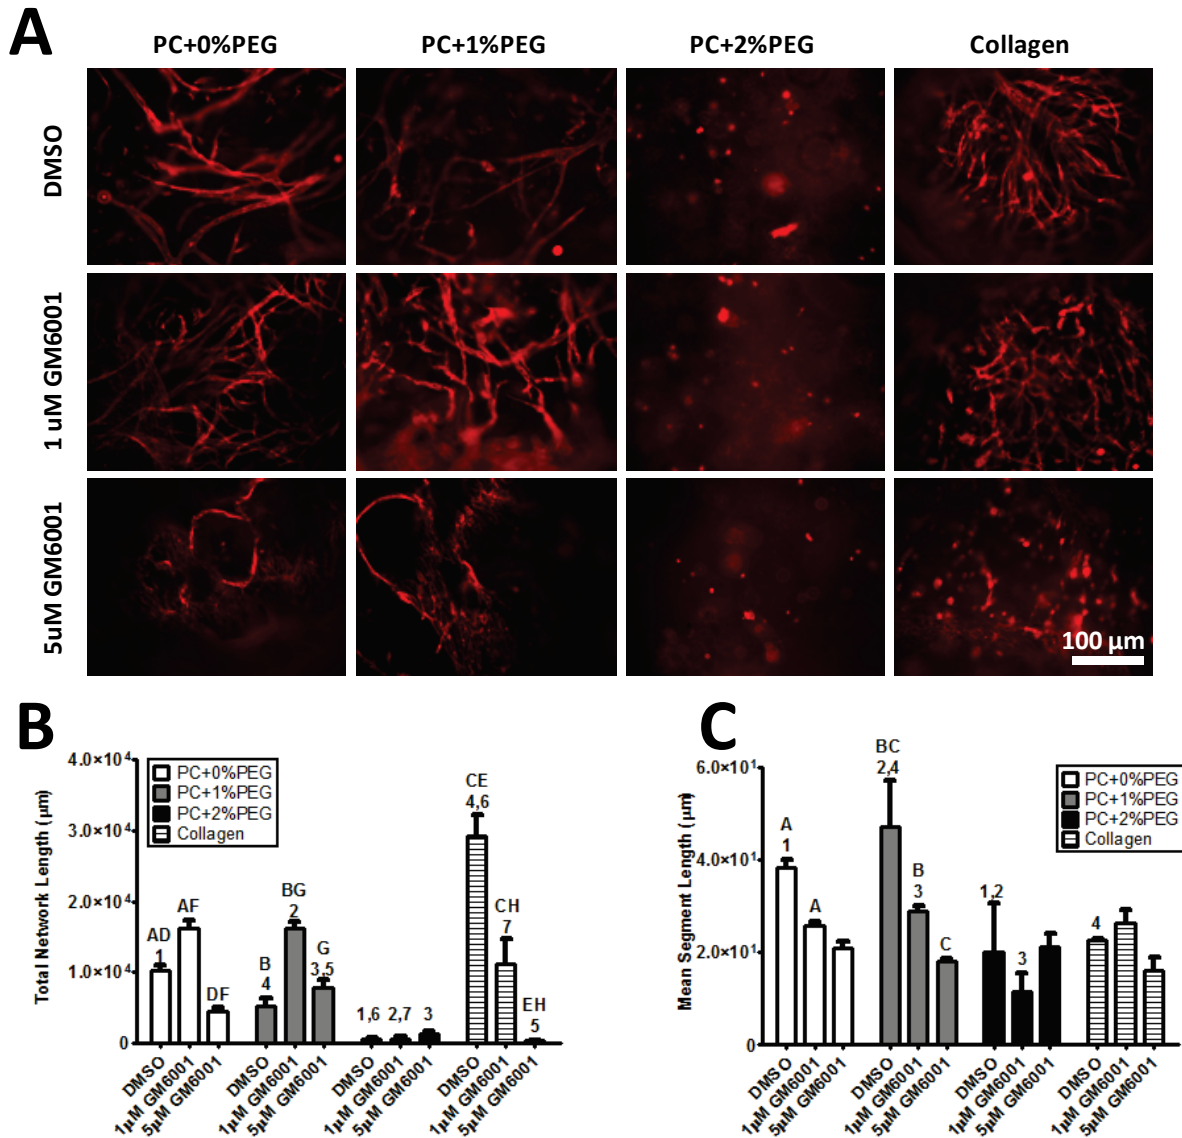 A
PC+0%PEG PC+1%PEG PC+2%PEG Collagen
DMSO
1 uM GM6001
5uM GM6001
100 µm
B
Total Network Length (µm)
4.0×10⁴
3.0×10⁴
2.0×10⁴
1.0×10⁴
0
PC+0%PEG
PC+1%PEG
PC+2%PEG
Collagen
AD
1
AF
DF
B
4
BG
2
G
3,5
1,6
2,7
3
CE
4,6
CH
7
EH
5
DMSO
1µM GM6001
5µM GM6001
DMSO
1µM GM6001
5µM GM6001
DMSO
1µM GM6001
5µM GM6001
DMSO
1µM GM6001
5µM GM6001
C
Mean Segment Length (µm)
6.0×10¹
4.0×10¹
2.0×10¹
0
PC+0%PEG
PC+1%PEG
PC+2%PEG
Collagen
A
1
A
BC
2,4
B
3
C
1,2
3
4
DMSO
1µM GM6001
5µM GM6001
DMSO
1µM GM6001
5µM GM6001
DMSO
1µM GM6001
5µM GM6001
DMSO
1µM GM6001
5µM GM6001